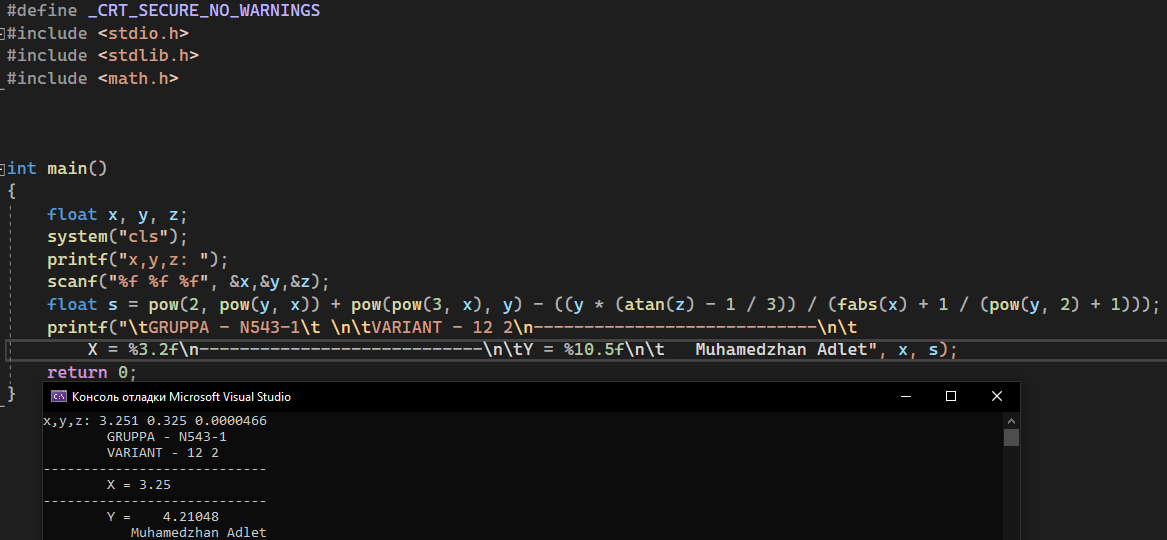 #define _CRT_SECURE_NO_WARNINGS
#include <stdio.h>
#include <stdlib.h>
#include <math.h>
int main()
{
float x, y, z;
system("cls");
printf("x,y,z: ");
scanf("%f %f %f", &x,&y,&z);
float s = pow(2, pow(y, x)) + pow(pow(3, x), y) - ((y * (atan(z) - 1 / 3)) / (fabs(x) + 1 / (pow(y, 2) + 1)));
printf("\tGRUPPA - N543-1\t \n\tVARIANT - 12 2\n----------------------------\n\t
X = %3.2f\n----------------------------\n\tY = %10.5f\n\t   Muhamedzhan Adlet", x, s);
return 0;
}
Консоль отладки Microsoft Visual Studio
x,y,z: 3.251 0.325 0.0000466
GRUPPA - N543-1
VARIANT - 12 2
----------------------------
X = 3.25
----------------------------
Y =    4.21048
Muhamedzhan Adlet